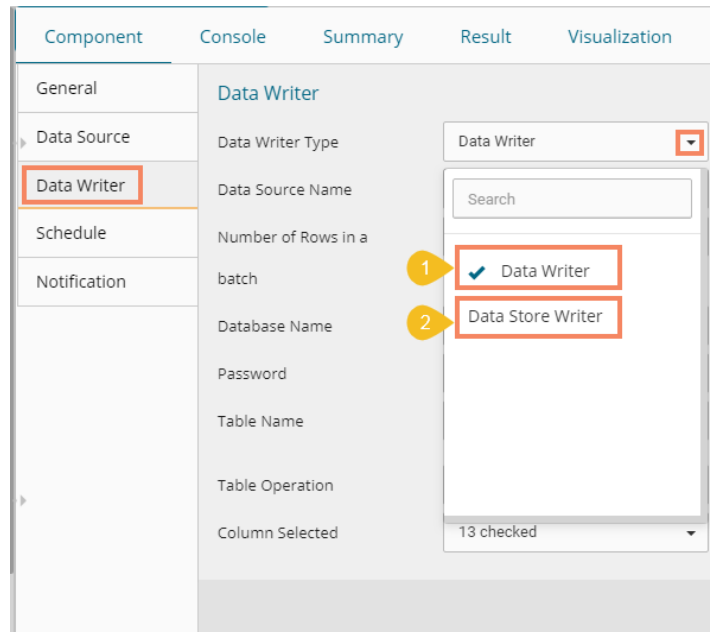 Component Console Summary Result Visualization
General
Data Source
Data Writer
Schedule
Notification
Data Writer
Data Writer Type Data Writer
Data Source Name
Search
Number of Rows in a
batch
1 Data Writer
Database Name
2 Data Store Writer
Password
Table Name
Table Operation
Column Selected 13 checked